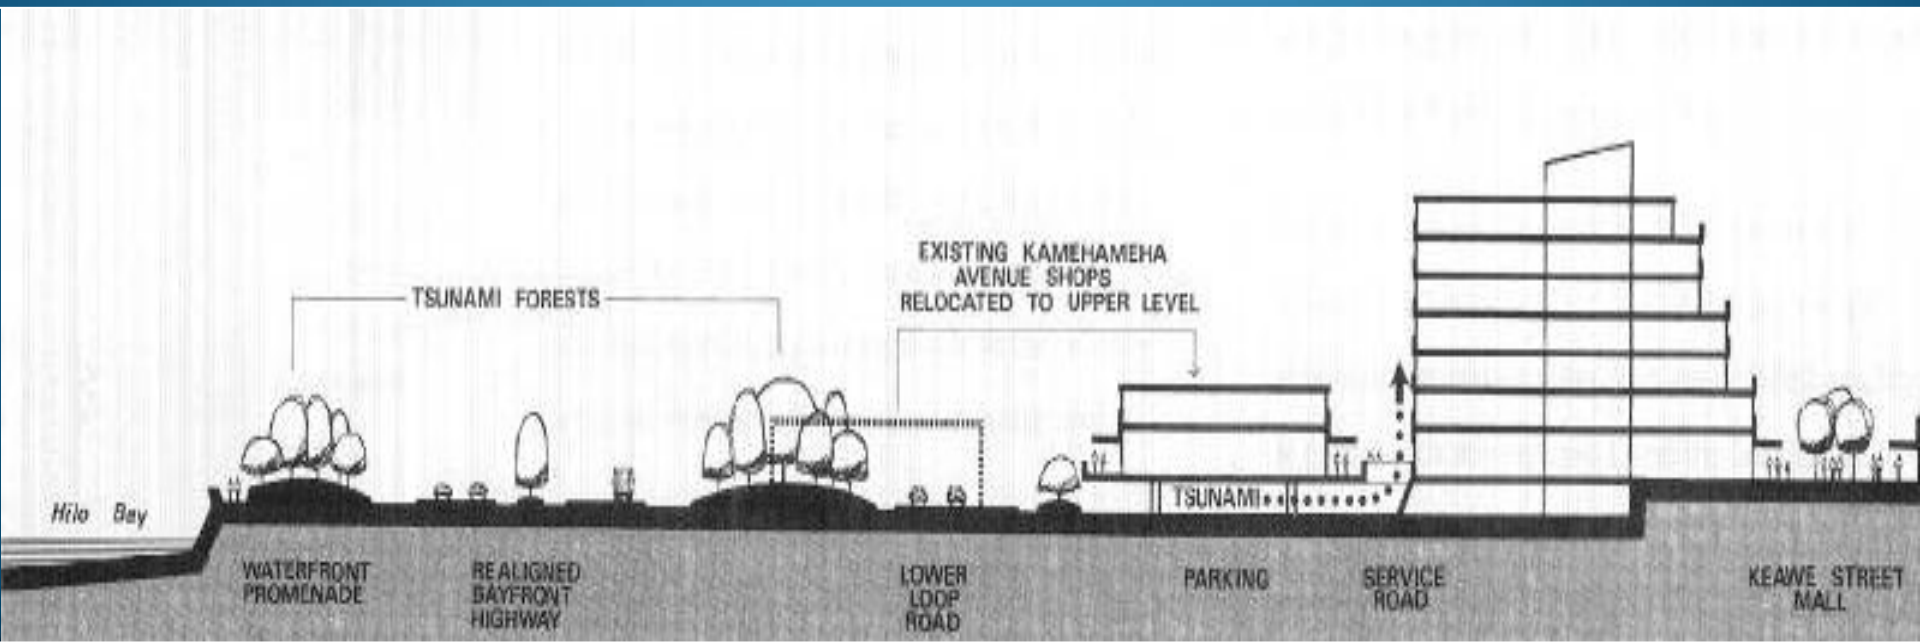 EXISTING KAMEHAMEHA
AVENUE SHOPS
RELOCATED TO UPPER LEVEL
TSUNAMI FORESTS
TSUNAMI
Hilo Bay
WATERFRONT
PROMENADE
REALIGNED
BAYFRONT
HIGHWAY
LOWER
LOOP
ROAD
PARKING
SERVICE
ROAD
KEAWE STREET
MALL